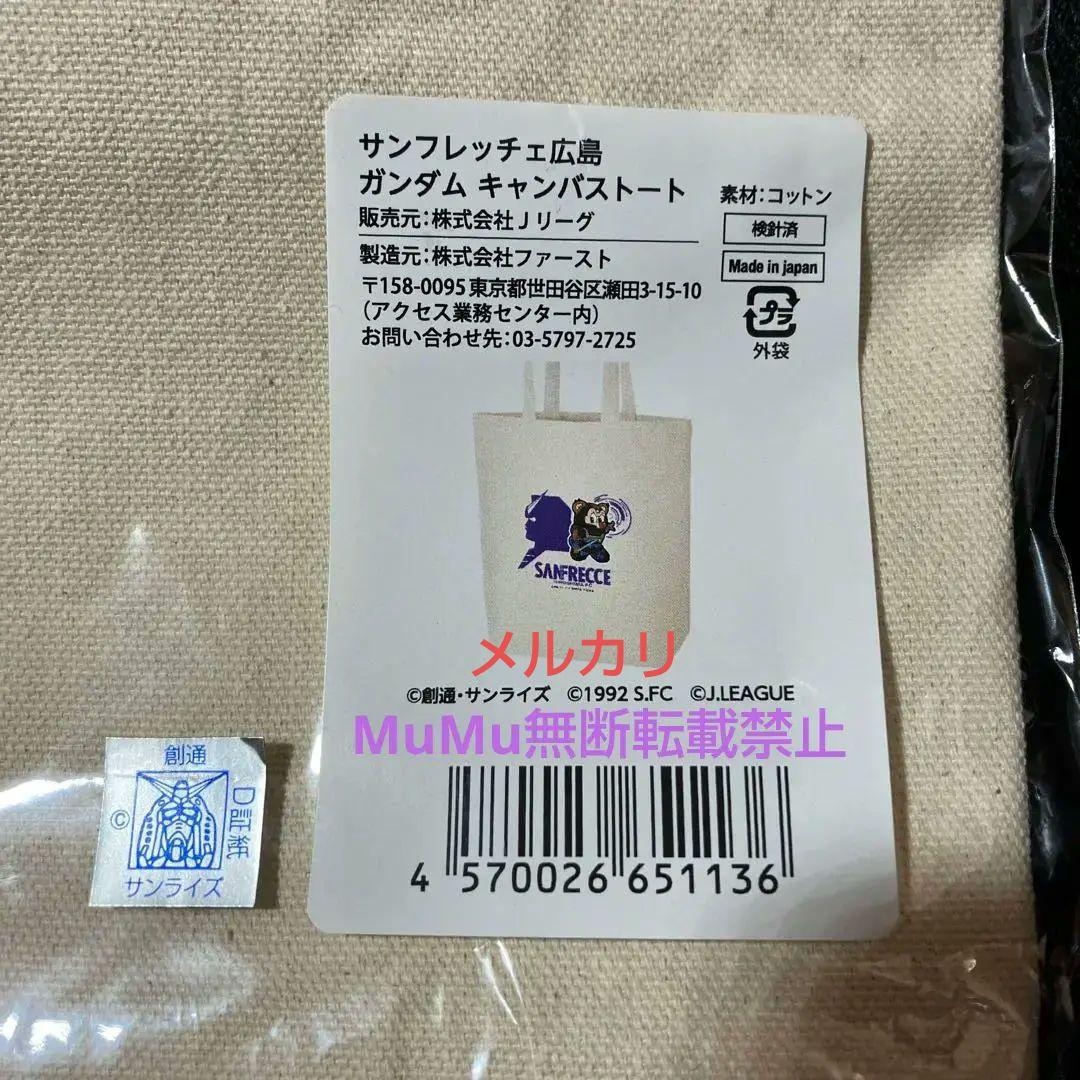 サンフレッチェ広島
ガンダム キャンバストート
販売元：株式会社Jリーグ
製造元：株式会社ファースト
〒158-0095 東京都世田谷区瀬田3-15-10
（アクセス業務センター内）
お問い合わせ先：03-5797-2725
素材：コットン
検針済
Made in japan
プラ
外袋
SANFRECCE
メルカリ
©創通・サンライズ ©1992 S.FC ©J.LEAGUE
MuMu無断転載禁止
4 570026 651136
創通
©
D証紙
サンライズ